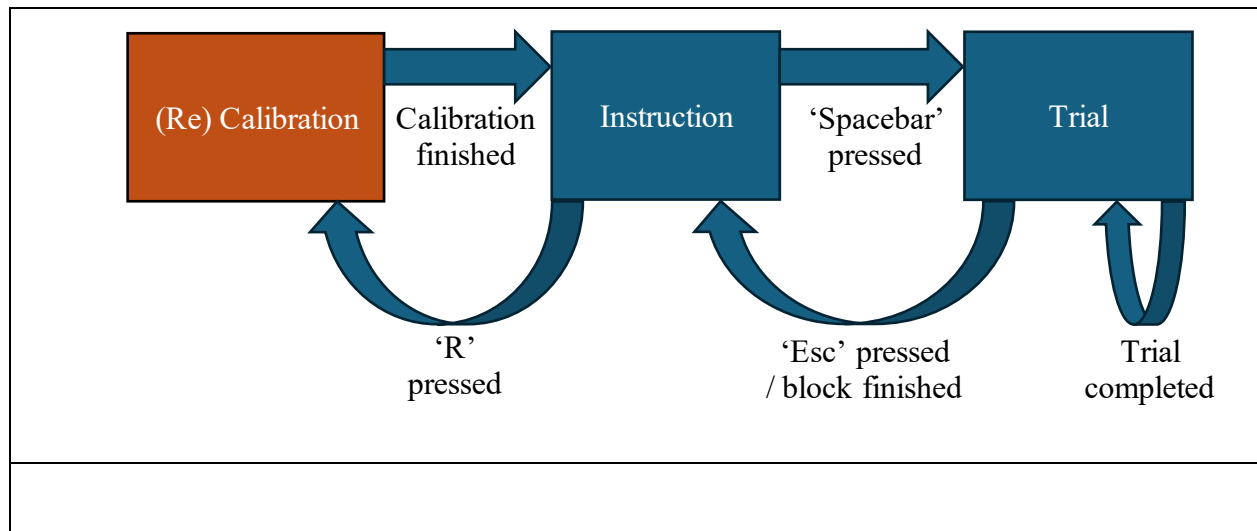 (Re) Calibration
Calibration
finished
Instruction
‘Spacebar’
pressed
Trial
‘R’
pressed
‘Esc’ pressed
/ block finished
Trial
completed